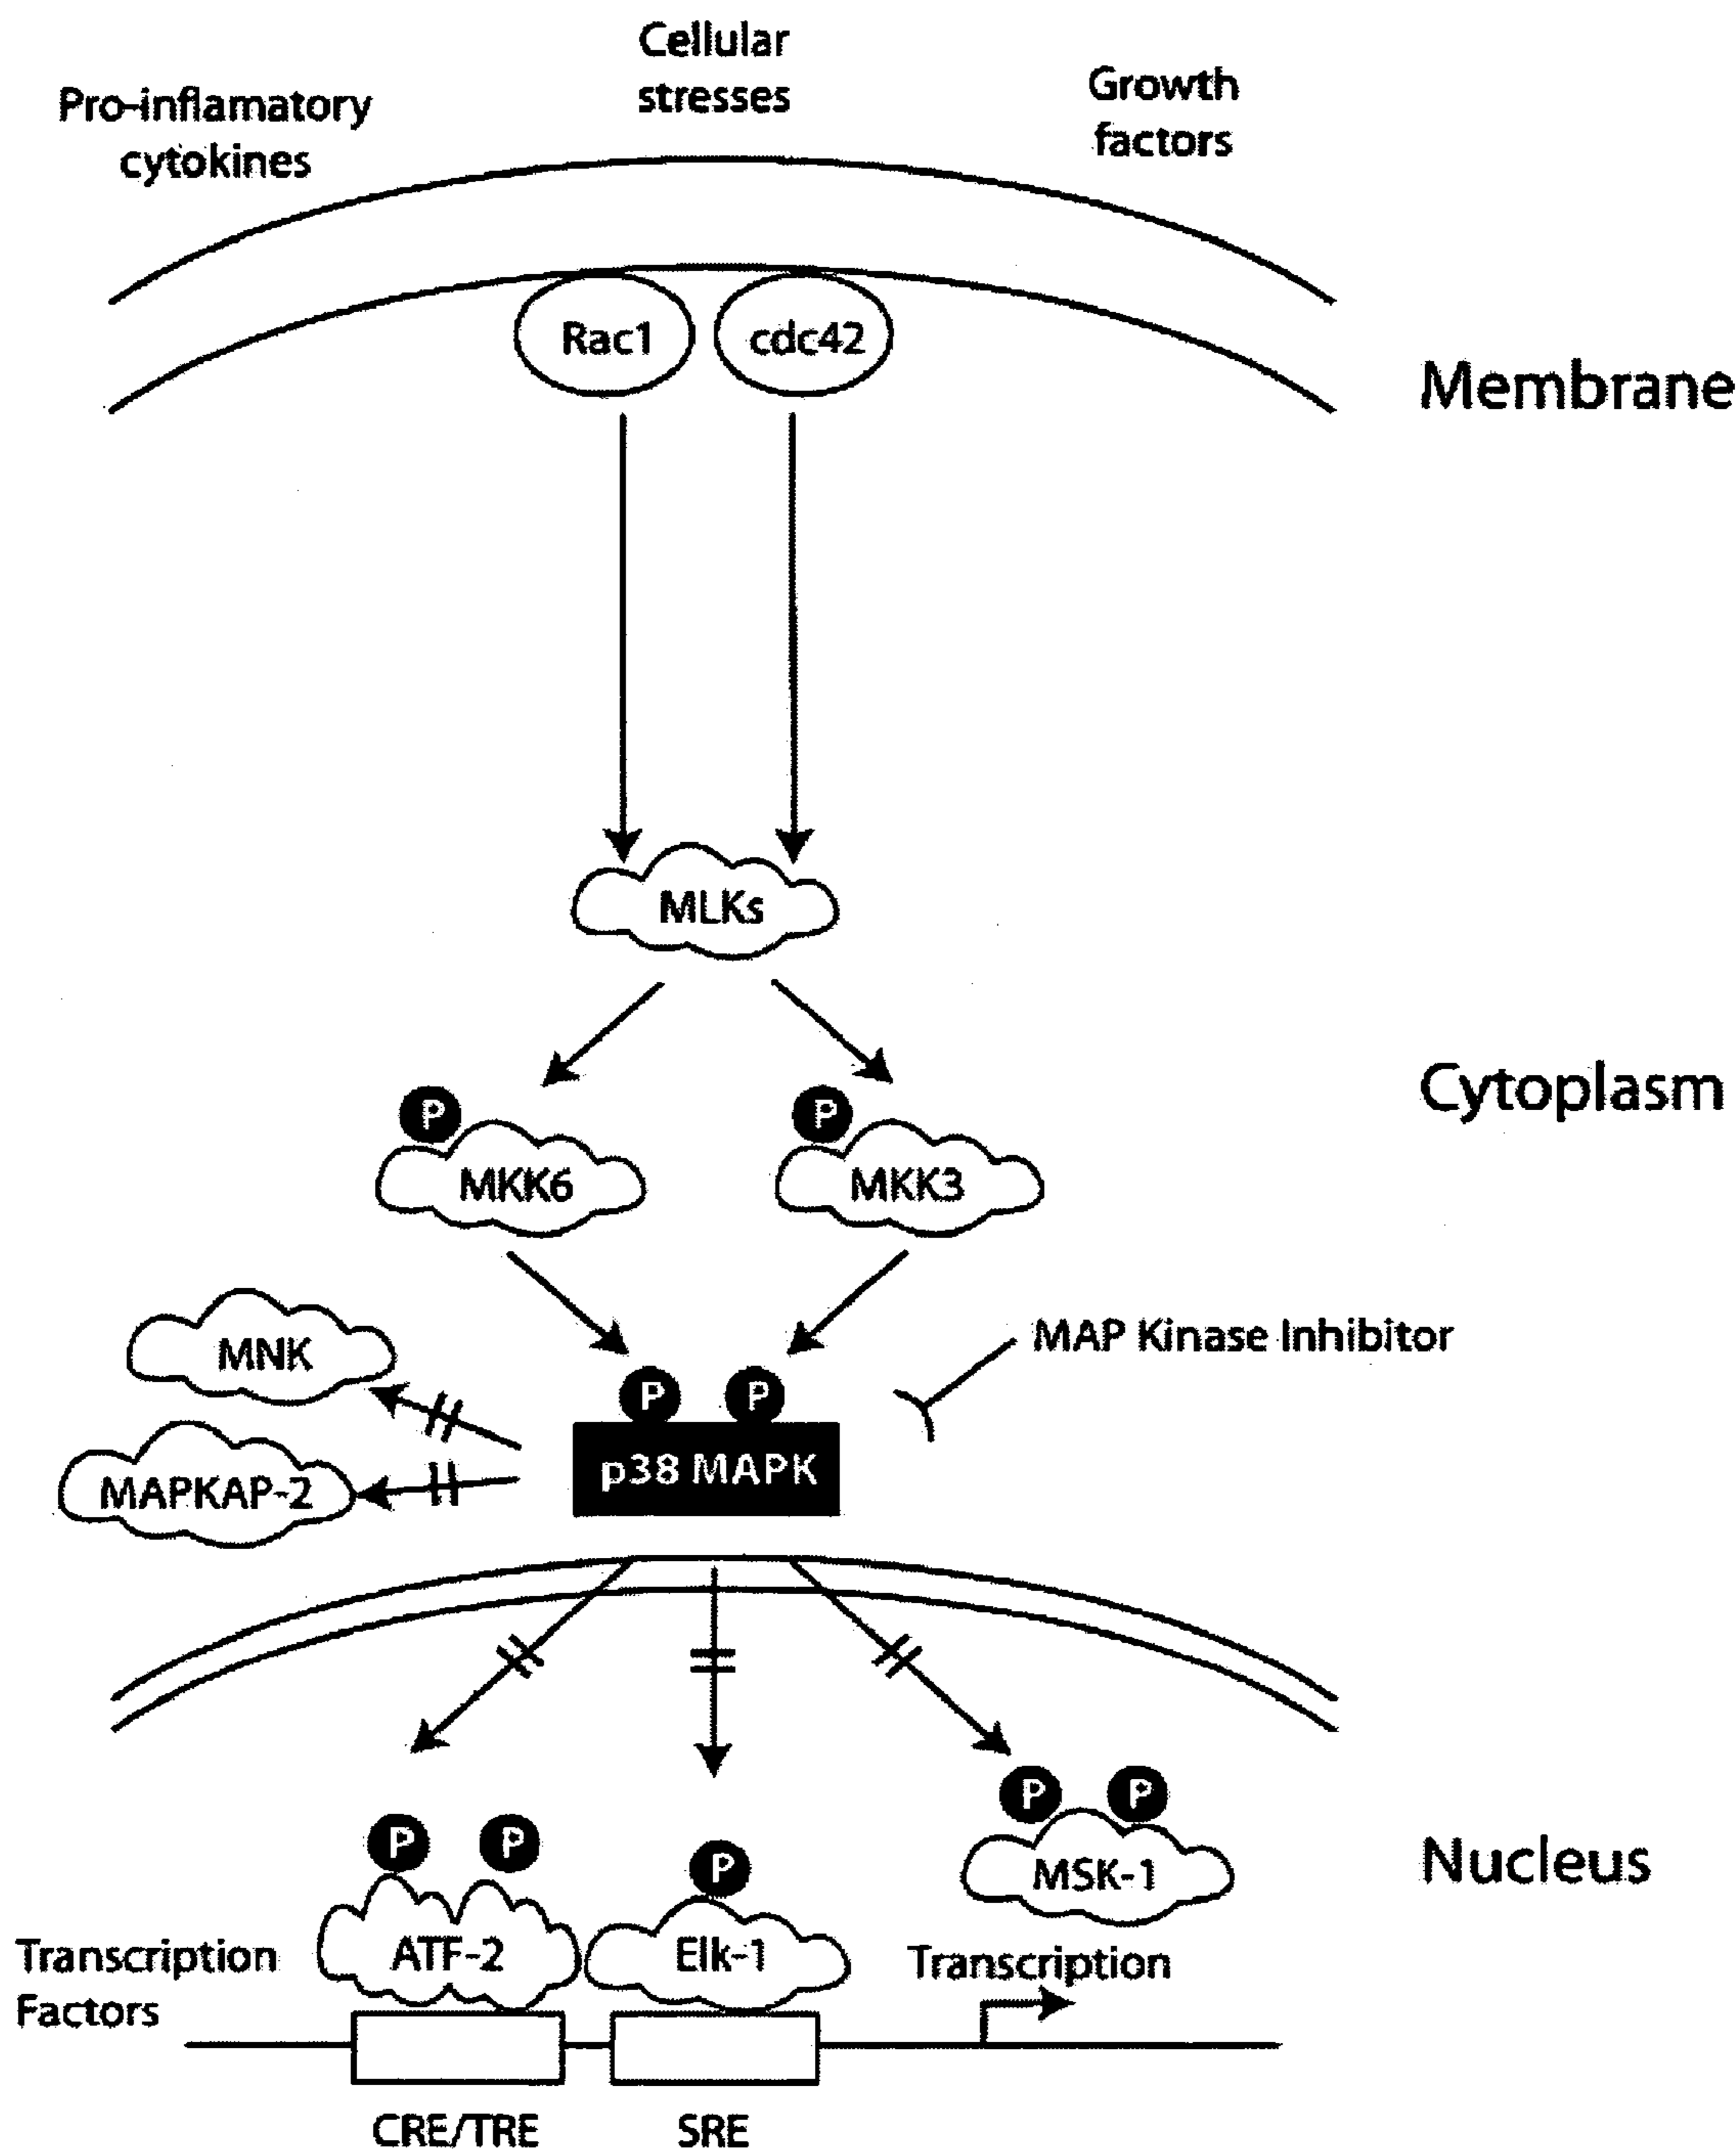 Cellular
stresses
Pro-inflamatory
cytokines
Growth
factors
Rac1
cdc42
Membrane
MLKs
Cytoplasm
P
P
MKK6
MKK3
MNK
MAP Kinase Inhibitor
P
P
MAPKAP-2
p38 MAPK
P
P
P
P
P
MSK-1
Nucleus
Transcription
Factors
ATF-2
Elk-1
Transcription
CRE/TRE
SRE